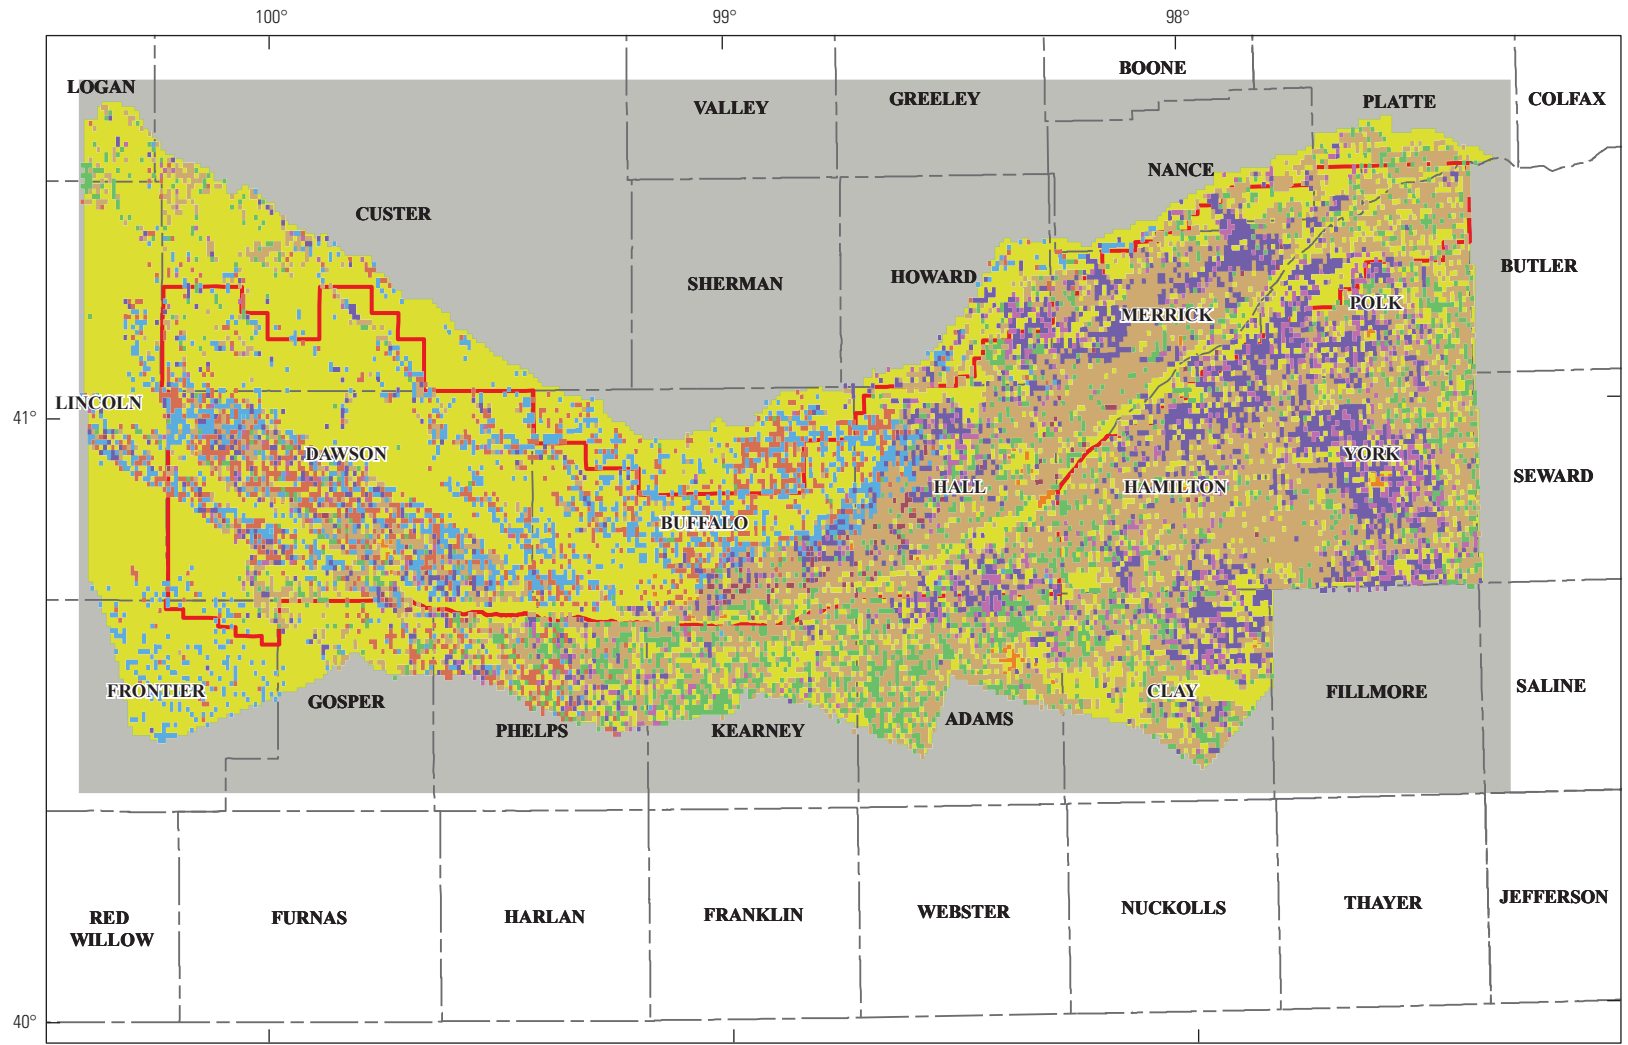 100°
99°
98°
BOONE
LOGAN
VALLEY
GREELEY
PLATTE
COLFAX
NANCE
CUSTER
SHERMAN
HOWARD
BUTLER
MERRICK
POLK
LINCOLN
41°
DAWSON
YORK
SEWARD
HALL
HAMILTON
BUFFALO
FRONTIER
GOSPER
CLAY
FILLMORE
SALINE
PHELPS
KEARNEY
ADAMS
RED
WILLOW
FURNAS
HARLAN
FRANKLIN
WEBSTER
NUCKOLLS
THAYER
JEFFERSON
40°